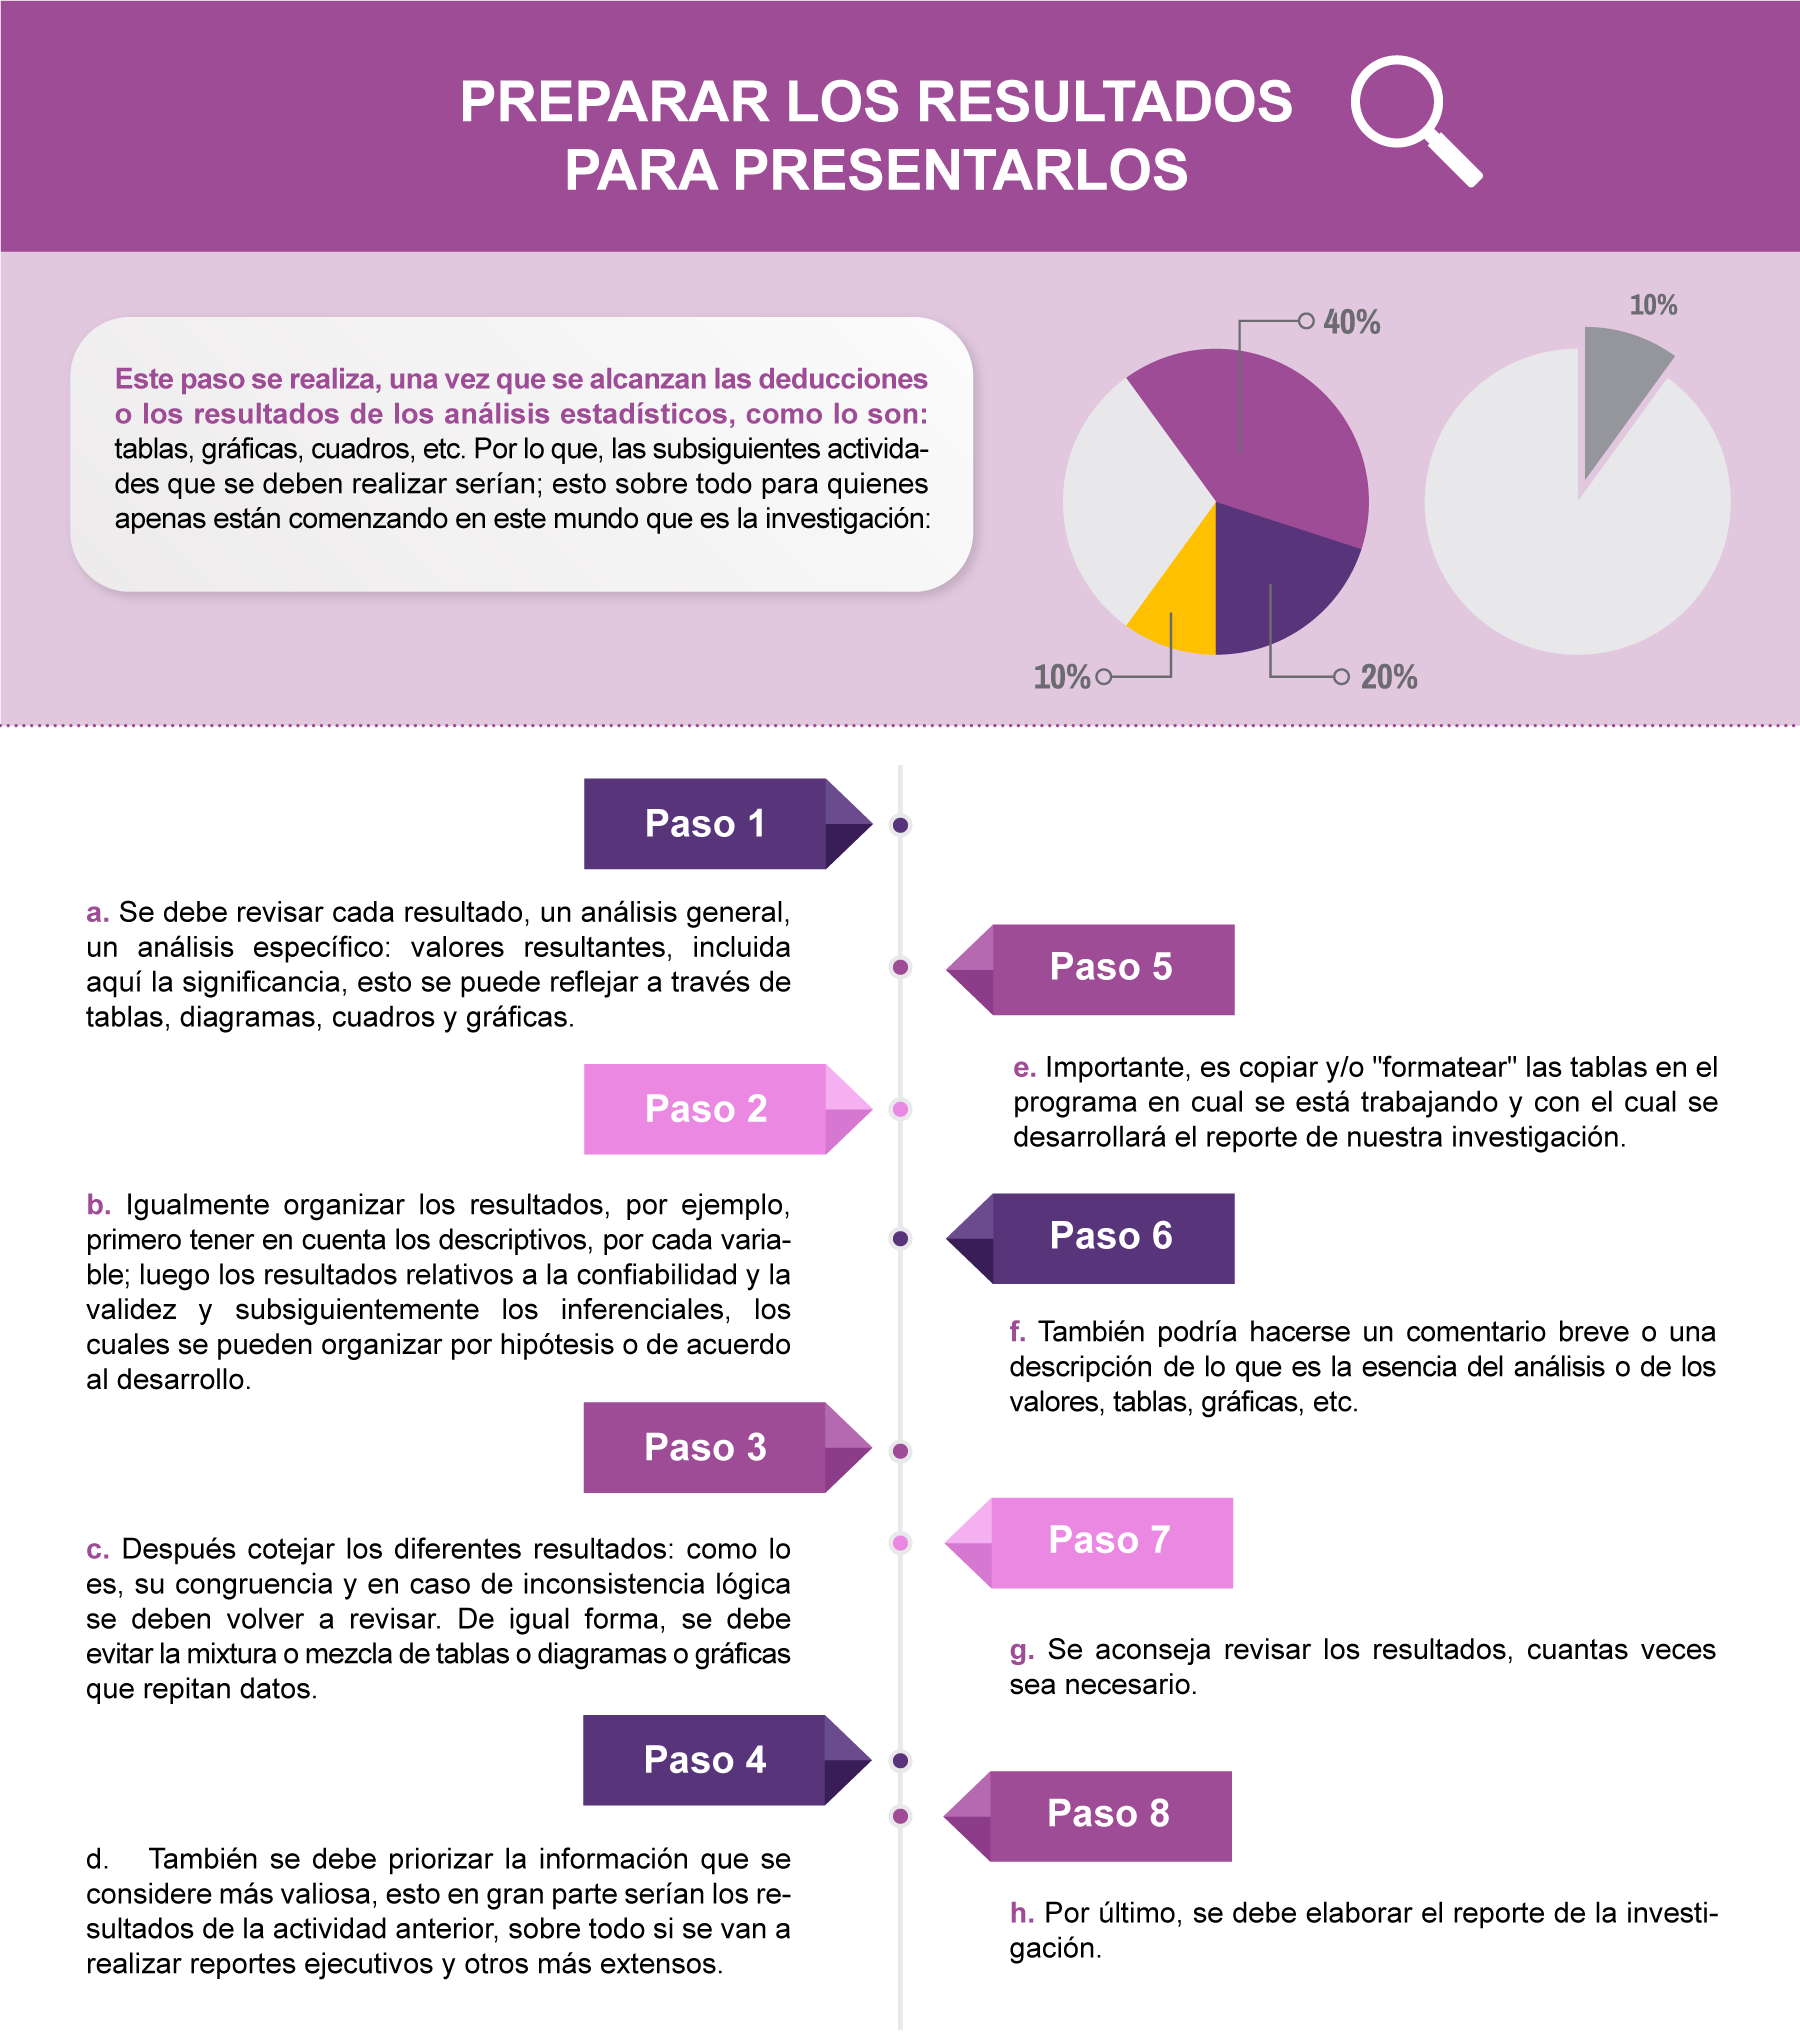 PREPARAR LOS RESULTADOS
PARA PRESENTARLOS
Este paso se realiza, una vez que se alcanzan las deducciones
o los resultados de los análisis estadísticos, como lo son:
tablas, gráficas, cuadros, etc. Por lo que, las subsiguientes activida-
des que se deben realizar serían; esto sobre todo para quienes
apenas están comenzando en este mundo que es la investigación:
40%
10%
10%
20%
Paso 1
a. Se debe revisar cada resultado, un análisis general,
un análisis específico: valores resultantes, incluida
aquí la significancia, esto se puede reflejar a través de
tablas, diagramas, cuadros y gráficas.
Paso 2
b. Igualmente organizar los resultados, por ejemplo,
primero tener en cuenta los descriptivos, por cada varia-
ble; luego los resultados relativos a la confiabilidad y la
validez y subsiguientemente los inferenciales, los
cuales se pueden organizar por hipótesis o de acuerdo
al desarrollo.
Paso 3
c. Después cotejar los diferentes resultados: como lo
es, su congruencia y en caso de inconsistencia lógica
se deben volver a revisar. De igual forma, se debe
evitar la mixtura o mezcla de tablas o diagramas o gráficas
que repitan datos.
Paso 4
d. También se debe priorizar la información que se
considere más valiosa, esto en gran parte serían los re-
sultados de la actividad anterior, sobre todo si se van a
realizar reportes ejecutivos y otros más extensos.
Paso 5
e. Importante, es copiar y/o "formatear" las tablas en el
programa en cual se está trabajando y con el cual se
desarrollará el reporte de nuestra investigación.
Paso 6
f. También podría hacerse un comentario breve o una
descripción de lo que es la esencia del análisis o de los
valores, tablas, gráficas, etc.
Paso 7
g. Se aconseja revisar los resultados, cuantas veces
sea necesario.
Paso 8
h. Por último, se debe elaborar el reporte de la investi-
gación.